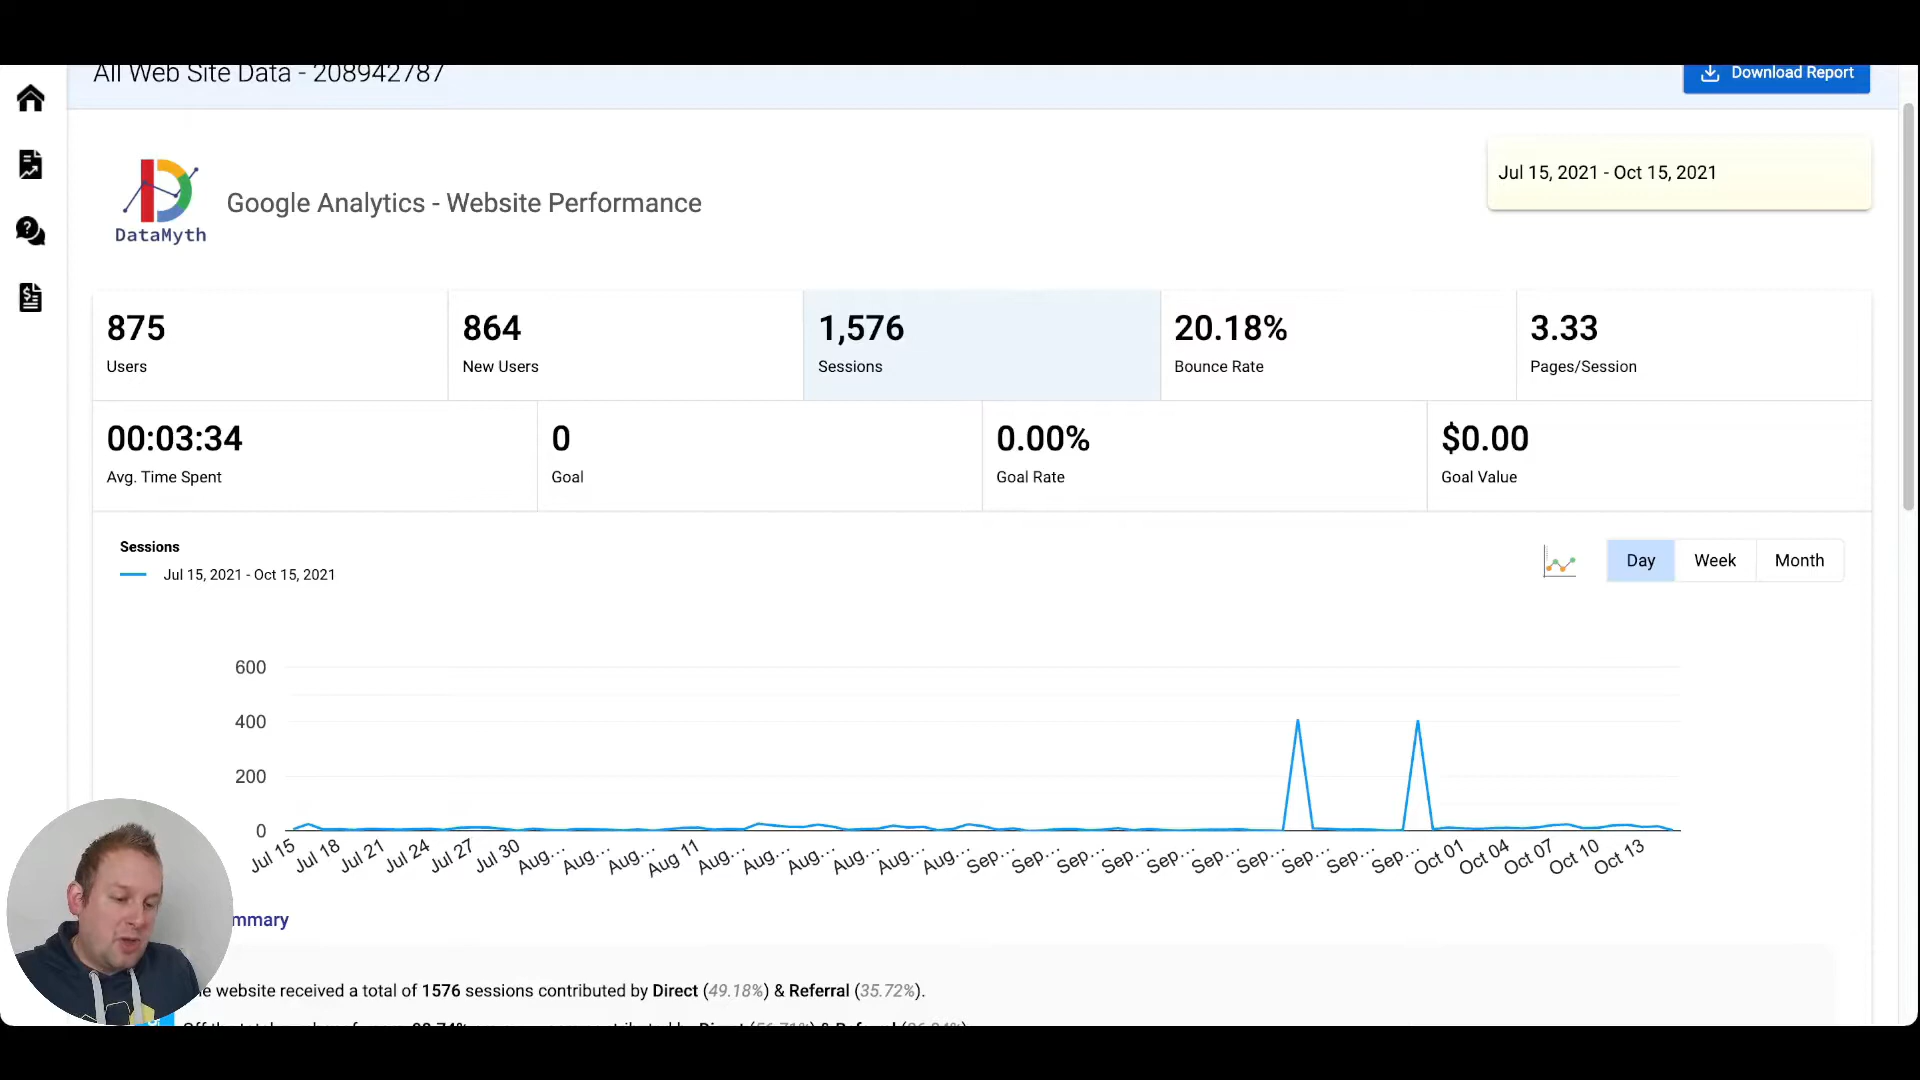 All Web Site Data - 208942787
Download Report
DataMyth
Google Analytics - Website Performance
Jul 15, 2021 - Oct 15, 2021
875
Users
864
New Users
1,576
Sessions
20.18%
Bounce Rate
3.33
Pages/Session
00:03:34
Avg. Time Spent
0
Goal
0.00%
Goal Rate
$0.00
Goal Value
Sessions
Jul 15, 2021 - Oct 15, 2021
Day Week Month
600
400
200
0
Jul 15 Jul 18 Jul 21 Jul 24 Jul 27 Jul 30 Aug... Aug... Aug... Aug 11 Aug... Aug... Aug... Aug... Aug... Aug... Sep... Sep... Sep... Sep... Sep... Sep... Sep... Sep... Sep... Sep... Oct 01 Oct 04 Oct 07 Oct 10 Oct 13
mmary
website received a total of 1576 sessions contributed by Direct (49.18%) & Referral (35.72%).